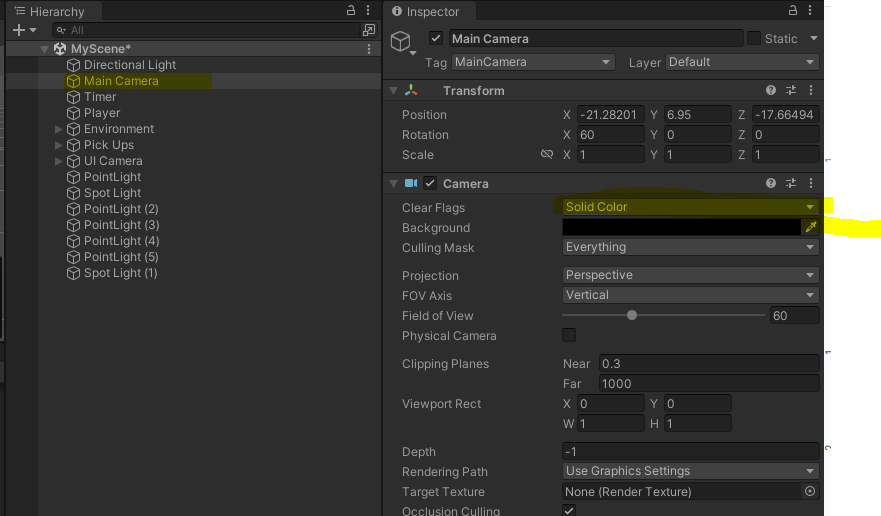 Hierarchy
All
MyScene*
Directional Light
Main Camera
Timer
Player
Environment
Pick Ups
UI Camera
PointLight
Spot Light
PointLight (2)
PointLight (3)
PointLight (4)
PointLight (5)
Spot Light (1)
Inspector
Main Camera Static
Tag MainCamera Layer Default
Transform
Position X -21.28201 Y 6.95 Z -17.66494
Rotation X 60 Y 0 Z 0
Scale X 1 Y 1 Z 1
Camera
Clear Flags Solid Color
Background
Culling Mask Everything
Projection Perspective
FOV Axis Vertical
Field of View 60
Physical Camera
Clipping Planes Near 0.3
Far 1000
Viewport Rect X 0 Y 0
W 1 H 1
Depth -1
Rendering Path Use Graphics Settings
Target Texture None (Render Texture)
Occlusion Culling